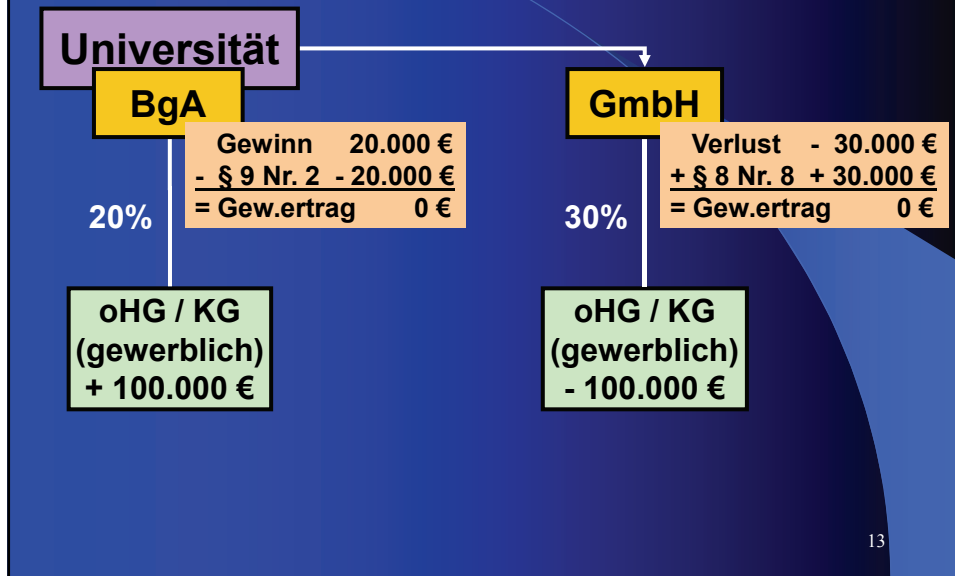 Universität
BgA
GmbH
Gewinn 20.000 €
- § 9 Nr. 2 - 20.000 €
= Gew.ertrag 0 €
Verlust - 30.000 €
+ § 8 Nr. 8 + 30.000 €
= Gew.ertrag 0 €
20%
30%
oHG / KG
(gewerblich)
+ 100.000 €
oHG / KG
(gewerblich)
- 100.000 €
13